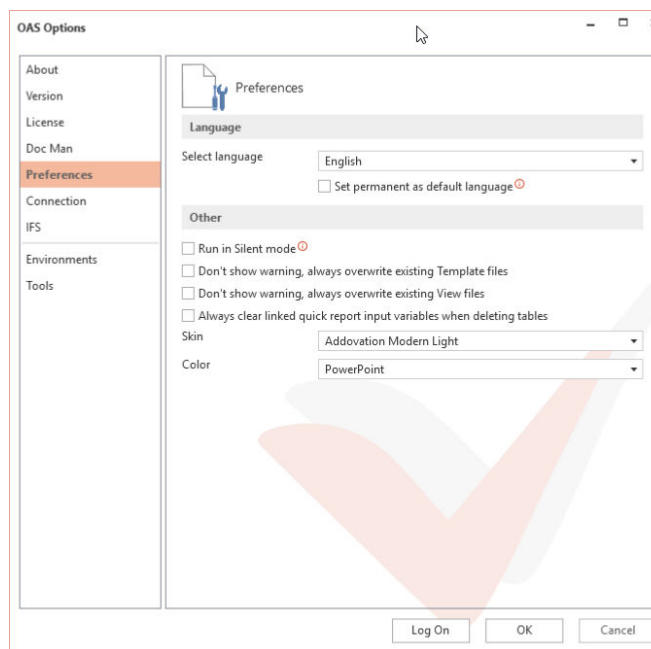 OAS Options
About
Version
License
Doc Man
Preferences
Connection
IFS
Environments
Tools
Preferences
Language
Select language
English
Set permanent as default language
Other
Run in Silent mode
Don't show warning, always overwrite existing Template files
Don't show warning, always overwrite existing View files
Always clear linked quick report input variables when deleting tables
Skin
Addovation Modern Light
Color
PowerPoint
Log On
OK
Cancel